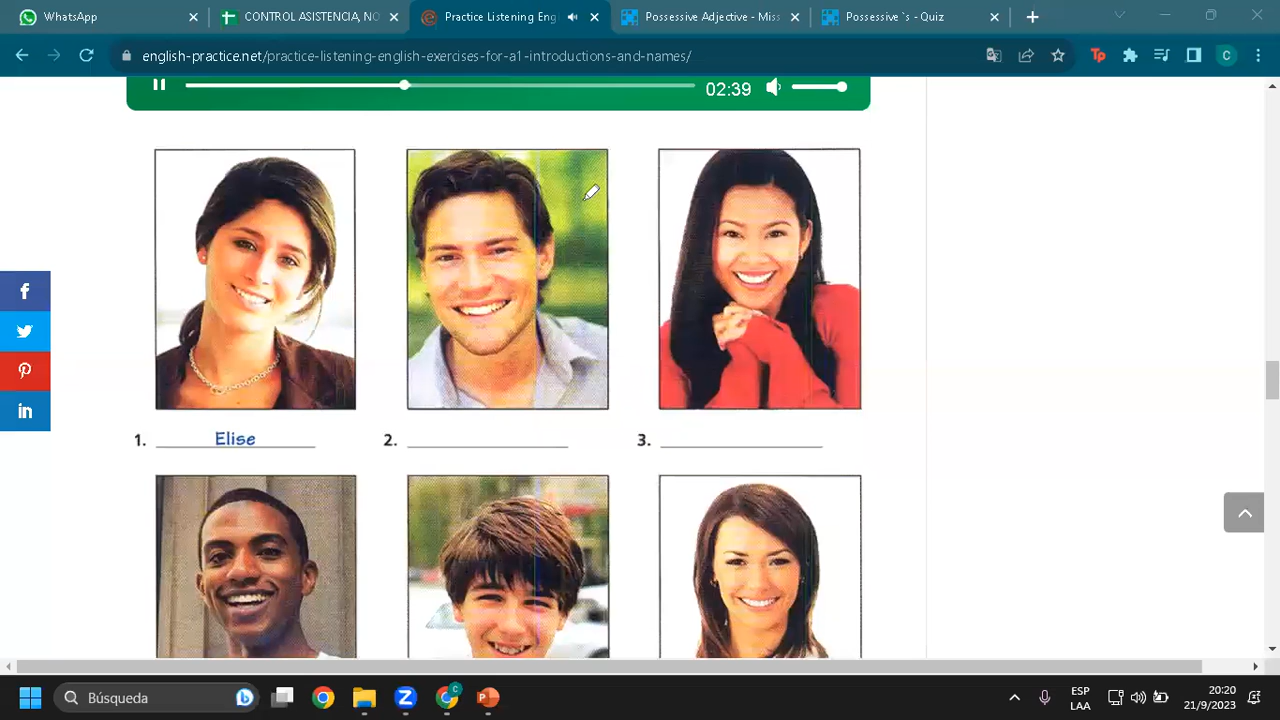 WhatsApp
CONTROL ASISTENCIA, NO
Practice Listening Eng
Possessive Adjective - Miss
Possessive `s - Quiz
english-practice.net/practice-listening-english-exercises-for-a1-introductions-and-names/
Tp
C
02:39
1. Elise
2.
3.
Búsqueda
ESP
LAA
20:20
21/9/2023